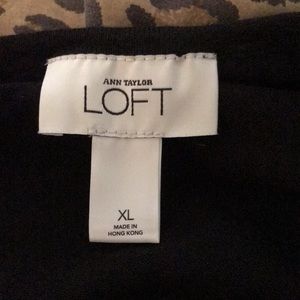 ANN TAYLOR
LOFT
XL
MADE IN
HONG KONG